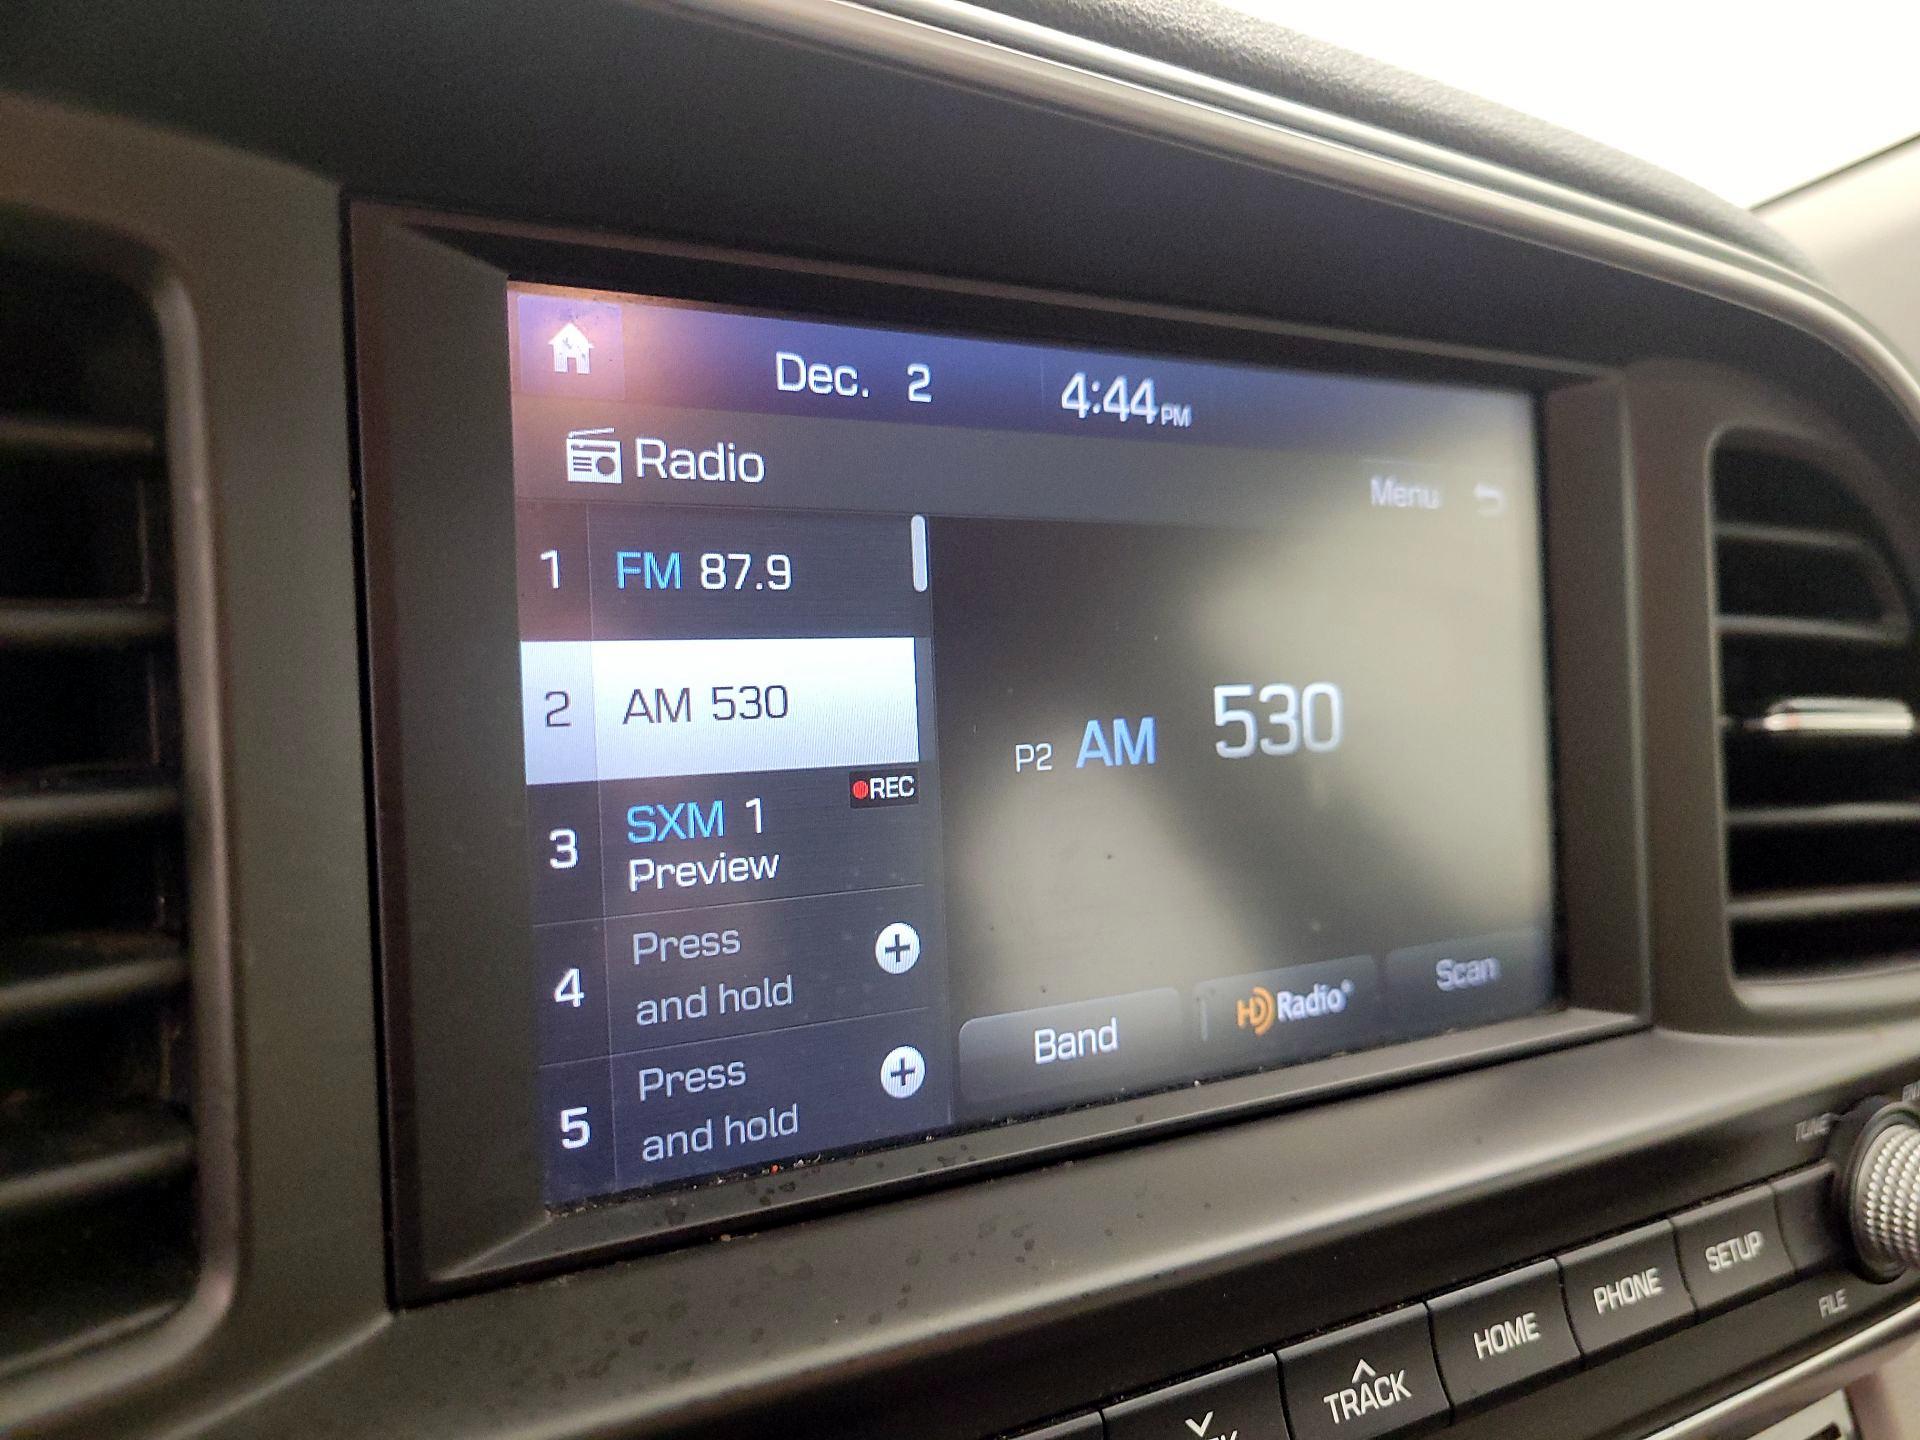 Dec. 2 4:44 PM
Radio
Menu
1 FM 87.9
2 AM 530
REC
3 SXM 1
Preview
4 Press
and hold
5 Press
and hold
P2 AM 530
Band HD Radio® Scan
TUNE
FILE
TRACK HOME PHONE SETUP